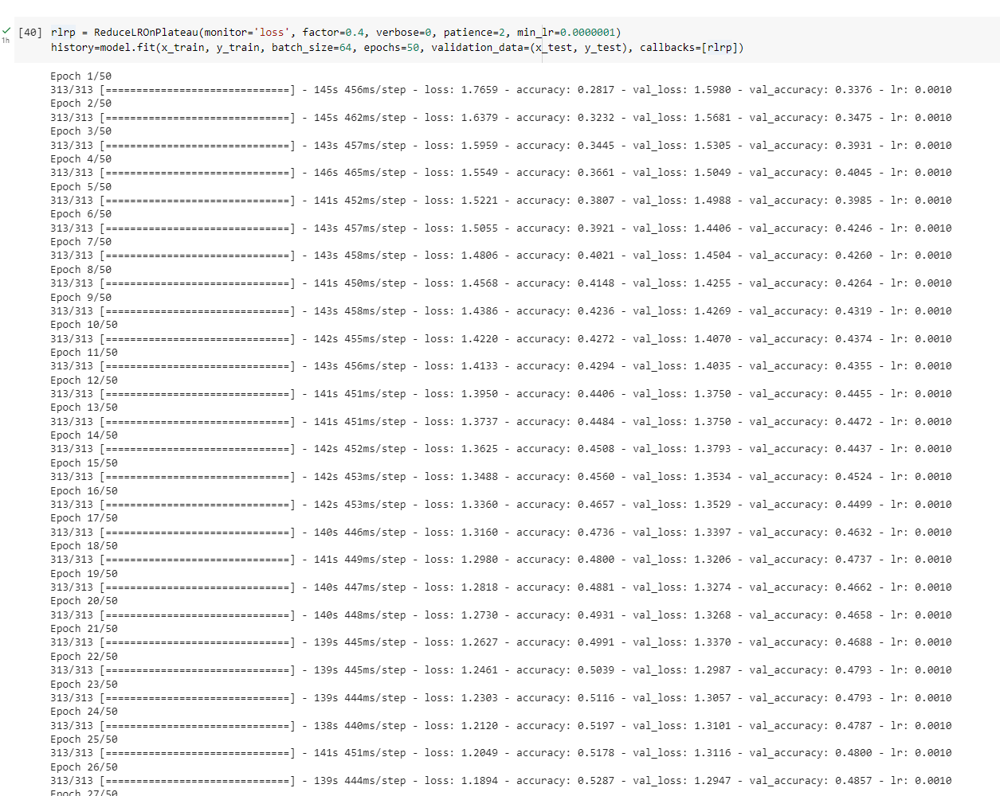 [40] rlrp = ReduceLROnPlateau(monitor='loss', factor=0.4, verbose=0, patience=2, min_lr=0.0000001)
1h
history=model.fit(x_train, y_train, batch_size=64, epochs=50, validation_data=(x_test, y_test), callbacks=[rlrp])
Epoch 1/50
313/313 [==============================] - 145s 456ms/step - loss: 1.7659 - accuracy: 0.2817 - val_loss: 1.5980 - val_accuracy: 0.3376 - lr: 0.0010
Epoch 2/50
313/313 [==============================] - 145s 462ms/step - loss: 1.6379 - accuracy: 0.3232 - val_loss: 1.5681 - val_accuracy: 0.3475 - lr: 0.0010
Epoch 3/50
313/313 [==============================] - 143s 457ms/step - loss: 1.5959 - accuracy: 0.3445 - val_loss: 1.5305 - val_accuracy: 0.3931 - lr: 0.0010
Epoch 4/50
313/313 [==============================] - 146s 465ms/step - loss: 1.5549 - accuracy: 0.3661 - val_loss: 1.5049 - val_accuracy: 0.4045 - lr: 0.0010
Epoch 5/50
313/313 [==============================] - 141s 452ms/step - loss: 1.5221 - accuracy: 0.3807 - val_loss: 1.4988 - val_accuracy: 0.3985 - lr: 0.0010
Epoch 6/50
313/313 [==============================] - 143s 457ms/step - loss: 1.5055 - accuracy: 0.3921 - val_loss: 1.4406 - val_accuracy: 0.4246 - lr: 0.0010
Epoch 7/50
313/313 [==============================] - 143s 458ms/step - loss: 1.4806 - accuracy: 0.4021 - val_loss: 1.4504 - val_accuracy: 0.4260 - lr: 0.0010
Epoch 8/50
313/313 [==============================] - 141s 450ms/step - loss: 1.4568 - accuracy: 0.4148 - val_loss: 1.4255 - val_accuracy: 0.4264 - lr: 0.0010
Epoch 9/50
313/313 [==============================] - 143s 458ms/step - loss: 1.4386 - accuracy: 0.4236 - val_loss: 1.4269 - val_accuracy: 0.4319 - lr: 0.0010
Epoch 10/50
313/313 [==============================] - 142s 455ms/step - loss: 1.4220 - accuracy: 0.4272 - val_loss: 1.4070 - val_accuracy: 0.4374 - lr: 0.0010
Epoch 11/50
313/313 [==============================] - 143s 456ms/step - loss: 1.4133 - accuracy: 0.4294 - val_loss: 1.4035 - val_accuracy: 0.4355 - lr: 0.0010
Epoch 12/50
313/313 [==============================] - 141s 451ms/step - loss: 1.3950 - accuracy: 0.4406 - val_loss: 1.3750 - val_accuracy: 0.4455 - lr: 0.0010
Epoch 13/50
313/313 [==============================] - 141s 451ms/step - loss: 1.3737 - accuracy: 0.4484 - val_loss: 1.3750 - val_accuracy: 0.4472 - lr: 0.0010
Epoch 14/50
313/313 [==============================] - 142s 452ms/step - loss: 1.3625 - accuracy: 0.4508 - val_loss: 1.3793 - val_accuracy: 0.4437 - lr: 0.0010
Epoch 15/50
313/313 [==============================] - 142s 453ms/step - loss: 1.3488 - accuracy: 0.4560 - val_loss: 1.3534 - val_accuracy: 0.4524 - lr: 0.0010
Epoch 16/50
313/313 [==============================] - 142s 453ms/step - loss: 1.3360 - accuracy: 0.4657 - val_loss: 1.3529 - val_accuracy: 0.4499 - lr: 0.0010
Epoch 17/50
313/313 [==============================] - 140s 446ms/step - loss: 1.3160 - accuracy: 0.4736 - val_loss: 1.3397 - val_accuracy: 0.4632 - lr: 0.0010
Epoch 18/50
313/313 [==============================] - 141s 449ms/step - loss: 1.2980 - accuracy: 0.4800 - val_loss: 1.3206 - val_accuracy: 0.4737 - lr: 0.0010
Epoch 19/50
313/313 [==============================] - 140s 447ms/step - loss: 1.2818 - accuracy: 0.4881 - val_loss: 1.3274 - val_accuracy: 0.4662 - lr: 0.0010
Epoch 20/50
313/313 [==============================] - 140s 448ms/step - loss: 1.2730 - accuracy: 0.4931 - val_loss: 1.3268 - val_accuracy: 0.4658 - lr: 0.0010
Epoch 21/50
313/313 [==============================] - 139s 445ms/step - loss: 1.2627 - accuracy: 0.4991 - val_loss: 1.3370 - val_accuracy: 0.4688 - lr: 0.0010
Epoch 22/50
313/313 [==============================] - 139s 445ms/step - loss: 1.2461 - accuracy: 0.5039 - val_loss: 1.2987 - val_accuracy: 0.4793 - lr: 0.0010
Epoch 23/50
313/313 [==============================] - 139s 444ms/step - loss: 1.2303 - accuracy: 0.5116 - val_loss: 1.3057 - val_accuracy: 0.4793 - lr: 0.0010
Epoch 24/50
313/313 [==============================] - 138s 440ms/step - loss: 1.2120 - accuracy: 0.5197 - val_loss: 1.3101 - val_accuracy: 0.4787 - lr: 0.0010
Epoch 25/50
313/313 [==============================] - 141s 451ms/step - loss: 1.2049 - accuracy: 0.5178 - val_loss: 1.3116 - val_accuracy: 0.4800 - lr: 0.0010
Epoch 26/50
313/313 [==============================] - 139s 444ms/step - loss: 1.1894 - accuracy: 0.5287 - val_loss: 1.2947 - val_accuracy: 0.4857 - lr: 0.0010
Epoch 27/50